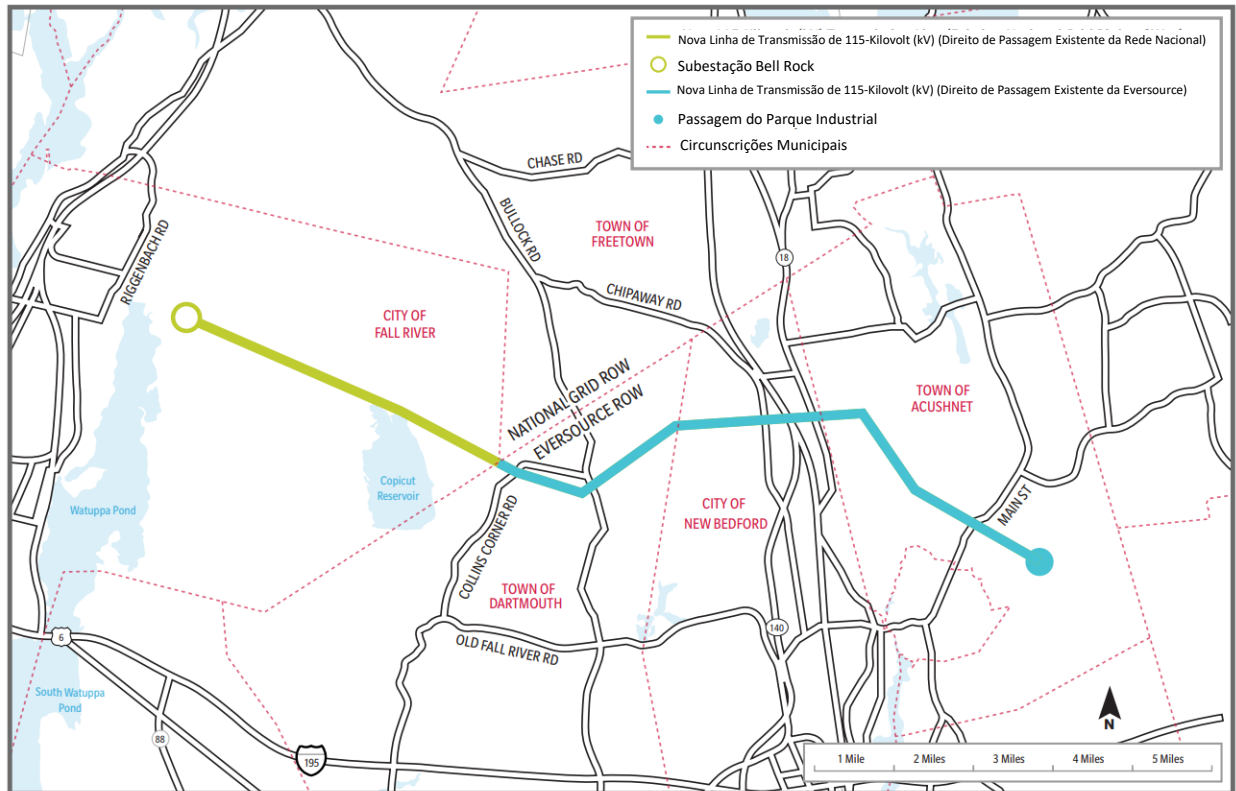 Nova Linha de Transmissão de 115-Kilovolt (kV) (Direito de Passagem Existente da Rede Nacional)
Subestação Bell Rock
Nova Linha de Transmissão de 115-Kilovolt (kV) (Direito de Passagem Existente da Eversource)
Passagem do Parque Industrial
Circunscrições Municipais
CHASE RD
BULLOCK RD
TOWN OF
FREETOWN
RIGGENBACH RD
18
CHIPAWAY RD
CITY OF
FALL RIVER
NATIONAL GRID ROW
EVERSOURCE ROW
TOWN OF
ACUSHNET
Copicut
Reservoir
Watuppa Pond
MAIN ST
CITY OF
NEW BEDFORD
COLLINS CORNER RD
TOWN OF
DARTMOUTH
OLD FALL RIVER RD
140
6
South Watuppa
Pond
88
195
N
1 Mile
2 Miles
3 Miles
4 Miles
5 Miles